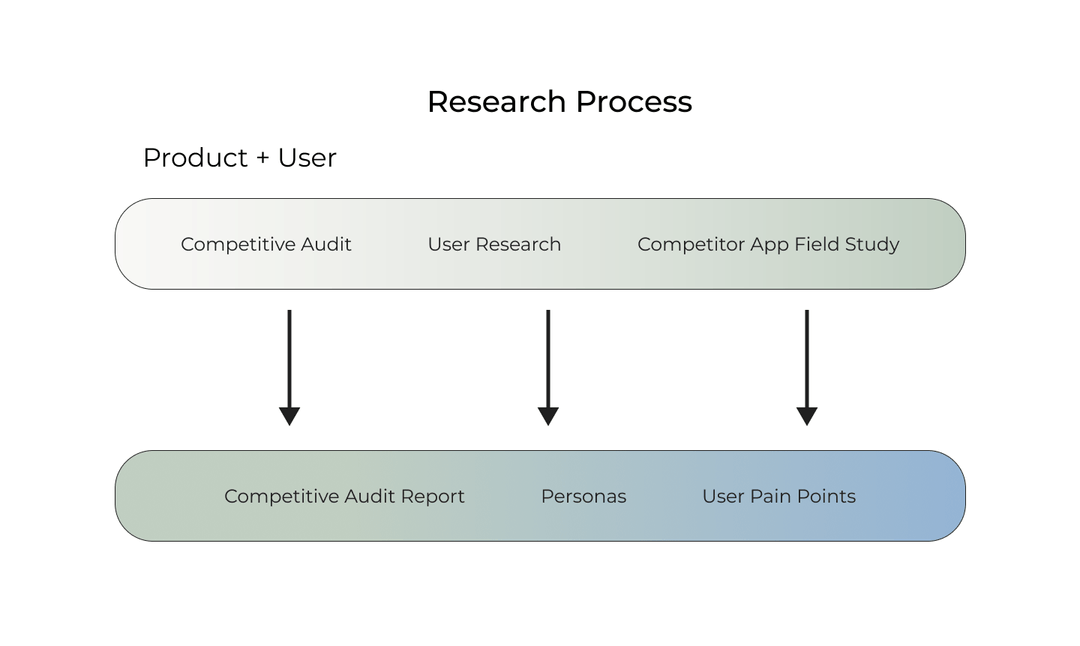 Research Process
Product + User
Competitive Audit User Research Competitor App Field Study
Competitive Audit Report Personas User Pain Points